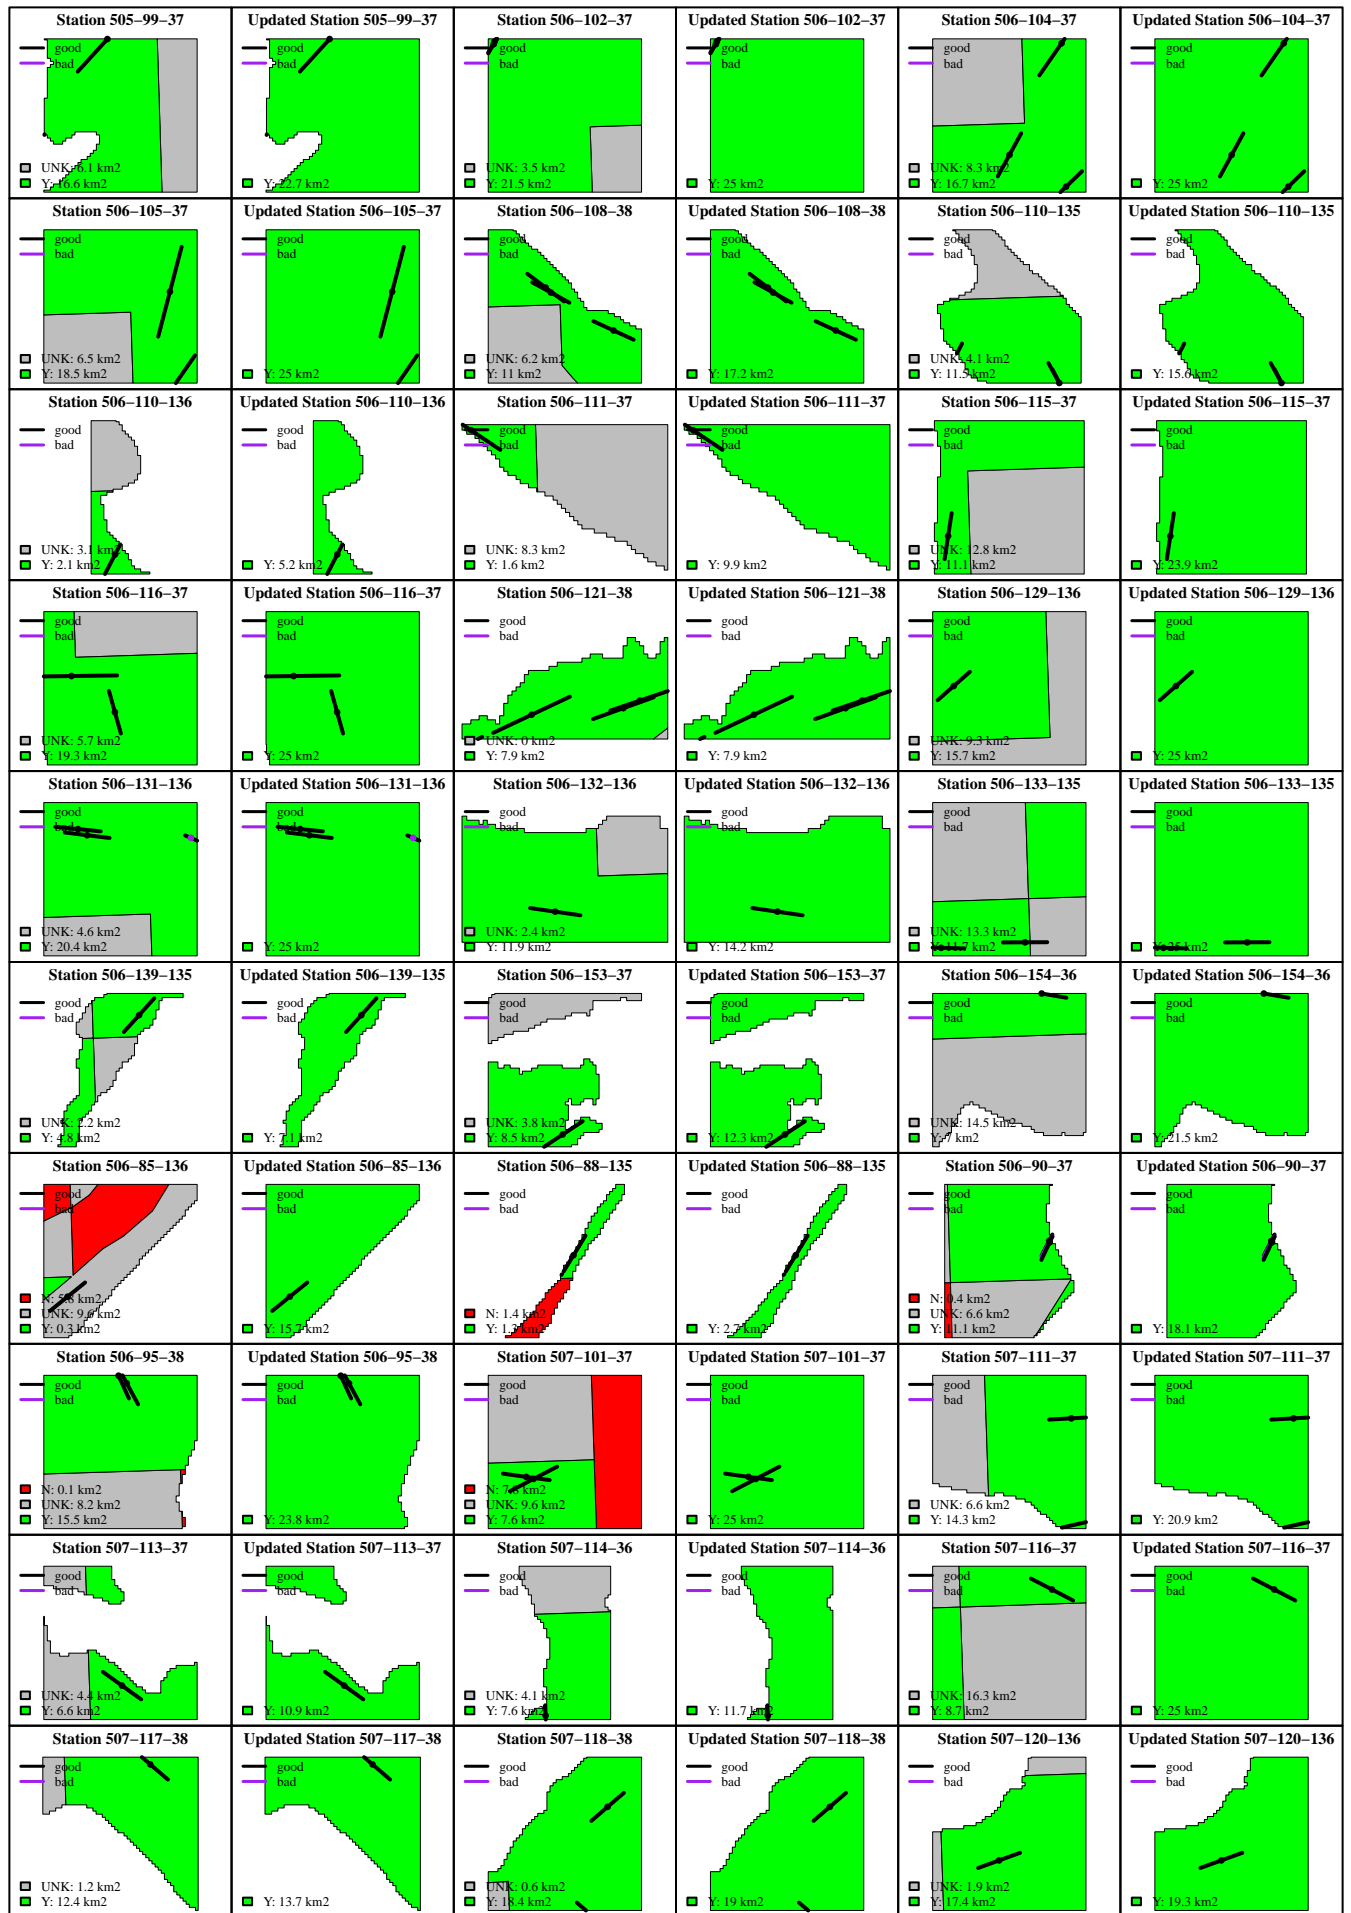 Station 505−99−37
good
bad
UNK: 6.1 km2
Y: 16.6 km2
Updated Station 505−99−37
good
bad
Y: 22.7 km2
Station 506−102−37
good
bad
UNK: 3.5 km2
Y: 21.5 km2
Updated Station 506−102−37
good
bad
Y: 25 km2
Station 506−104−37
good
bad
UNK: 8.3 km2
Y: 16.7 km2
Updated Station 506−104−37
good
bad
Y: 25 km2
Station 506−105−37
good
bad
UNK: 6.5 km2
Y: 18.5 km2
Updated Station 506−105−37
good
bad
Y: 25 km2
Station 506−108−38
good
bad
UNK: 6.2 km2
Y: 11 km2
Updated Station 506−108−38
good
bad
Y: 17.2 km2
Station 506−110−135
good
bad
UNK: 4.1 km2
Y: 11.5 km2
Updated Station 506−110−135
good
bad
Y: 15.6 km2
Station 506−110−136
good
bad
UNK: 3.1 km2
Y: 2.1 km2
Updated Station 506−110−136
good
bad
Y: 5.2 km2
Station 506−111−37
good
bad
UNK: 8.3 km2
Y: 1.6 km2
Updated Station 506−111−37
good
bad
Y: 9.9 km2
Station 506−115−37
good
bad
UNK: 12.8 km2
Y: 11.1 km2
Updated Station 506−115−37
good
bad
Y: 23.9 km2
Station 506−116−37
good
bad
UNK: 5.7 km2
Y: 19.3 km2
Updated Station 506−116−37
good
bad
Y: 25 km2
Station 506−121−38
good
bad
UNK: 0 km2
Y: 7.9 km2
Updated Station 506−121−38
good
bad
Y: 7.9 km2
Station 506−129−136
good
bad
UNK: 9.3 km2
Y: 15.7 km2
Updated Station 506−129−136
good
bad
Y: 25 km2
Station 506−131−136
good
bad
UNK: 4.6 km2
Y: 20.4 km2
Updated Station 506−131−136
good
bad
Y: 25 km2
Station 506−132−136
good
bad
UNK: 2.4 km2
Y: 11.9 km2
Updated Station 506−132−136
good
bad
Y: 14.2 km2
Station 506−133−135
good
bad
UNK: 13.3 km2
Y: 11.7 km2
Updated Station 506−133−135
good
bad
Y: 25 km2
Station 506−139−135
good
bad
UNK: 2.2 km2
Y: 4.8 km2
Updated Station 506−139−135
good
bad
Y: 7.1 km2
Station 506−153−37
good
bad
UNK: 3.8 km2
Y: 8.5 km2
Updated Station 506−153−37
good
bad
Y: 12.3 km2
Station 506−154−36
good
bad
UNK: 14.5 km2
Y: 7 km2
Updated Station 506−154−36
good
bad
Y: 21.5 km2
Station 506−85−136
good
bad
N: 5.8 km2
UNK: 9.6 km2
Y: 0.3 km2
Updated Station 506−85−136
good
bad
Y: 15.7 km2
Station 506−88−135
good
bad
N: 1.4 km2
Y: 1.3 km2
Updated Station 506−88−135
good
bad
Y: 2.7 km2
Station 506−90−37
good
bad
N: 0.4 km2
UNK: 6.6 km2
Y: 11.1 km2
Updated Station 506−90−37
good
bad
Y: 18.1 km2
Station 506−95−38
good
bad
N: 0.1 km2
UNK: 8.2 km2
Y: 15.5 km2
Updated Station 506−95−38
good
bad
Y: 23.8 km2
Station 507−101−37
good
bad
N: 7.8 km2
UNK: 9.6 km2
Y: 7.6 km2
Updated Station 507−101−37
good
bad
Y: 25 km2
Station 507−111−37
good
bad
UNK: 6.6 km2
Y: 14.3 km2
Updated Station 507−111−37
good
bad
Y: 20.9 km2
Station 507−113−37
good
bad
UNK: 4.4 km2
Y: 6.6 km2
Updated Station 507−113−37
good
bad
Y: 10.9 km2
Station 507−114−36
good
bad
UNK: 4.1 km2
Y: 7.6 km2
Updated Station 507−114−36
good
bad
Y: 11.7 km2
Station 507−116−37
good
bad
UNK: 16.3 km2
Y: 8.7 km2
Updated Station 507−116−37
good
bad
Y: 25 km2
Station 507−117−38
good
bad
UNK: 1.2 km2
Y: 12.4 km2
Updated Station 507−117−38
good
bad
Y: 13.7 km2
Station 507−118−38
good
bad
UNK: 0.6 km2
Y: 18.4 km2
Updated Station 507−118−38
good
bad
Y: 19 km2
Station 507−120−136
good
bad
UNK: 1.9 km2
Y: 17.4 km2
Updated Station 507−120−136
good
bad
Y: 19.3 km2